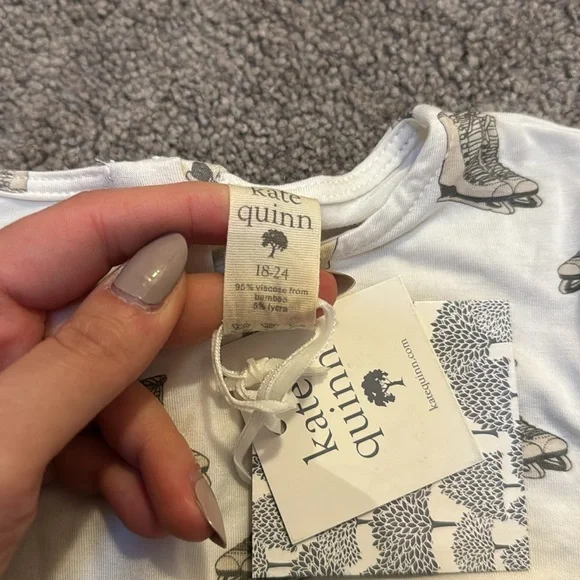 kate
quinn
18-24
95% viscose from
bamboo
5% lycra
kate
quinn
katequinn.com